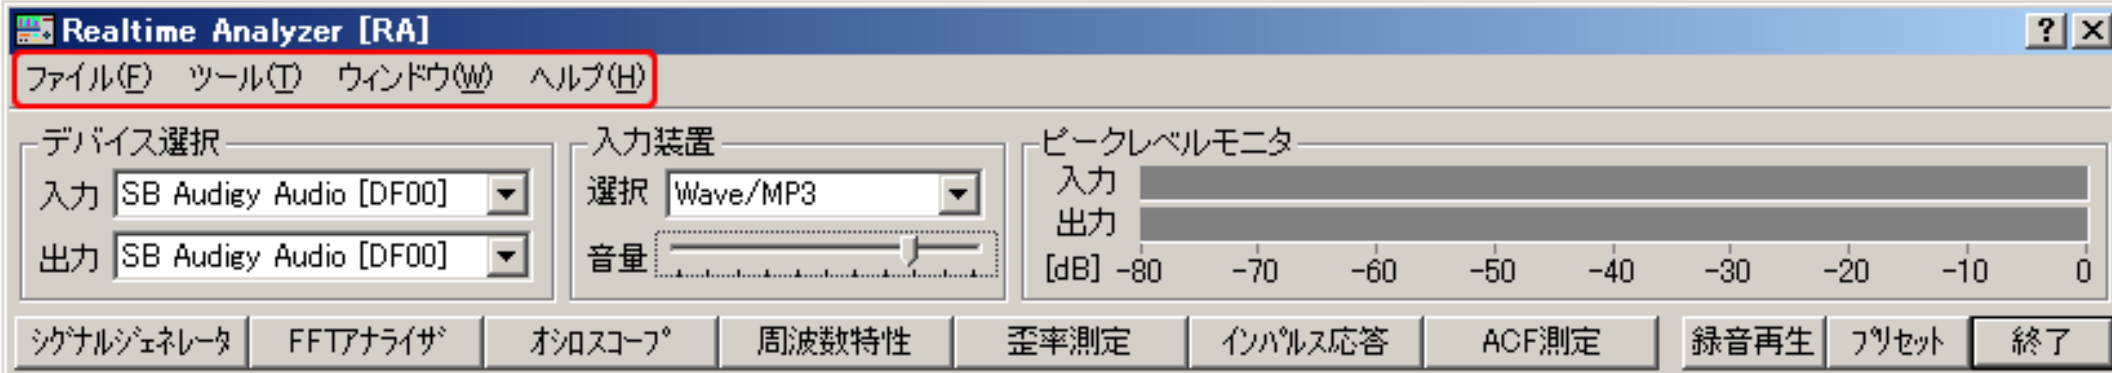 Realtime Analyzer [RA]
ファイル(F) ツール(T) ウィンドウ(W) ヘルプ(H)
デバイス選択
入力 SB Audigy Audio [DF00]
出力 SB Audigy Audio [DF00]
入力装置
選択 Wave/MP3
音量
ピークレベルモニタ
入力
出力
[dB] -80 -70 -60 -50 -40 -30 -20 -10 0
ｼｸﾞﾅﾙｼﾞｪﾈﾚｰﾀ FFTｱﾅﾗｲｻﾞ ｵｼﾛｽｺｰﾌﾟ 周波数特性 歪率測定 ｲﾝﾊﾟﾙｽ応答 ACF測定 録音再生 ﾌﾟﾘｾｯﾄ 終了